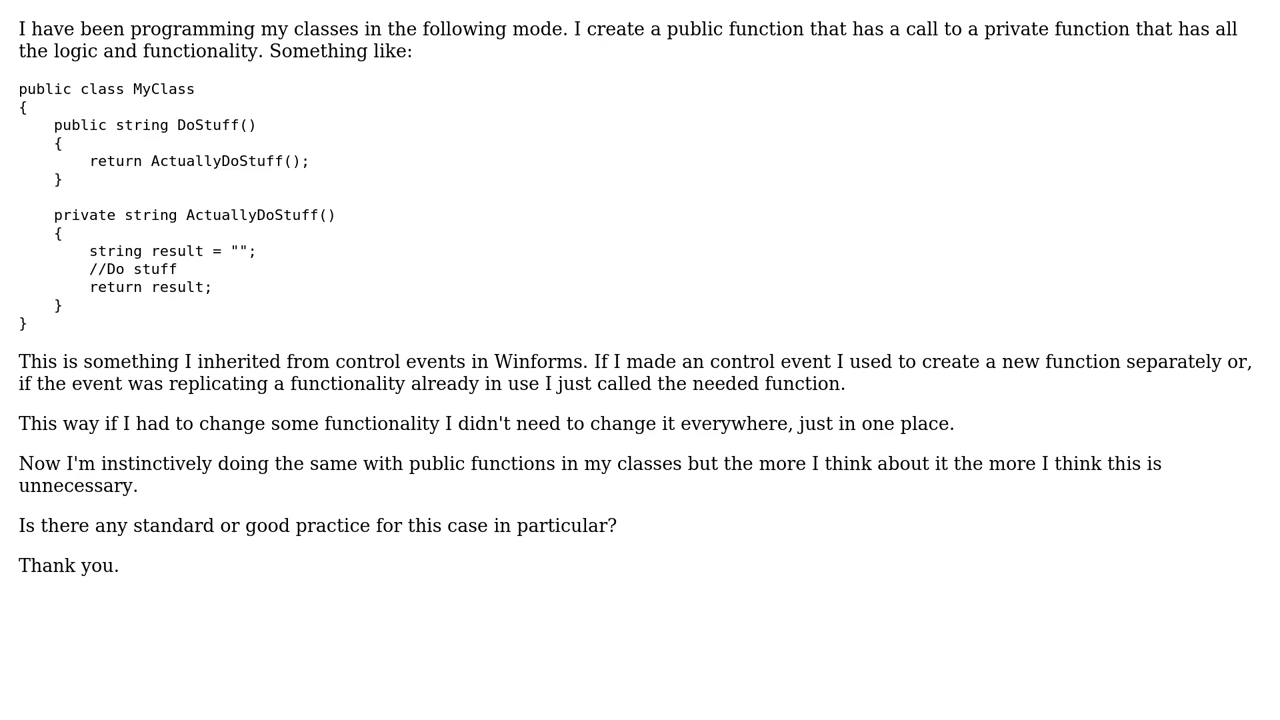 I have been programming my classes in the following mode. I create a public function that has a call to a private function that has all
the logic and functionality. Something like:
public class MyClass
{
    public string DoStuff()
    {
        return ActuallyDoStuff();
    }
    private string ActuallyDoStuff()
    {
        string result = "";
        //Do stuff
        return result;
    }
}
This is something I inherited from control events in Winforms. If I made an control event I used to create a new function separately or,
if the event was replicating a functionality already in use I just called the needed function.
This way if I had to change some functionality I didn't need to change it everywhere, just in one place.
Now I'm instinctively doing the same with public functions in my classes but the more I think about it the more I think this is
unnecessary.
Is there any standard or good practice for this case in particular?
Thank you.